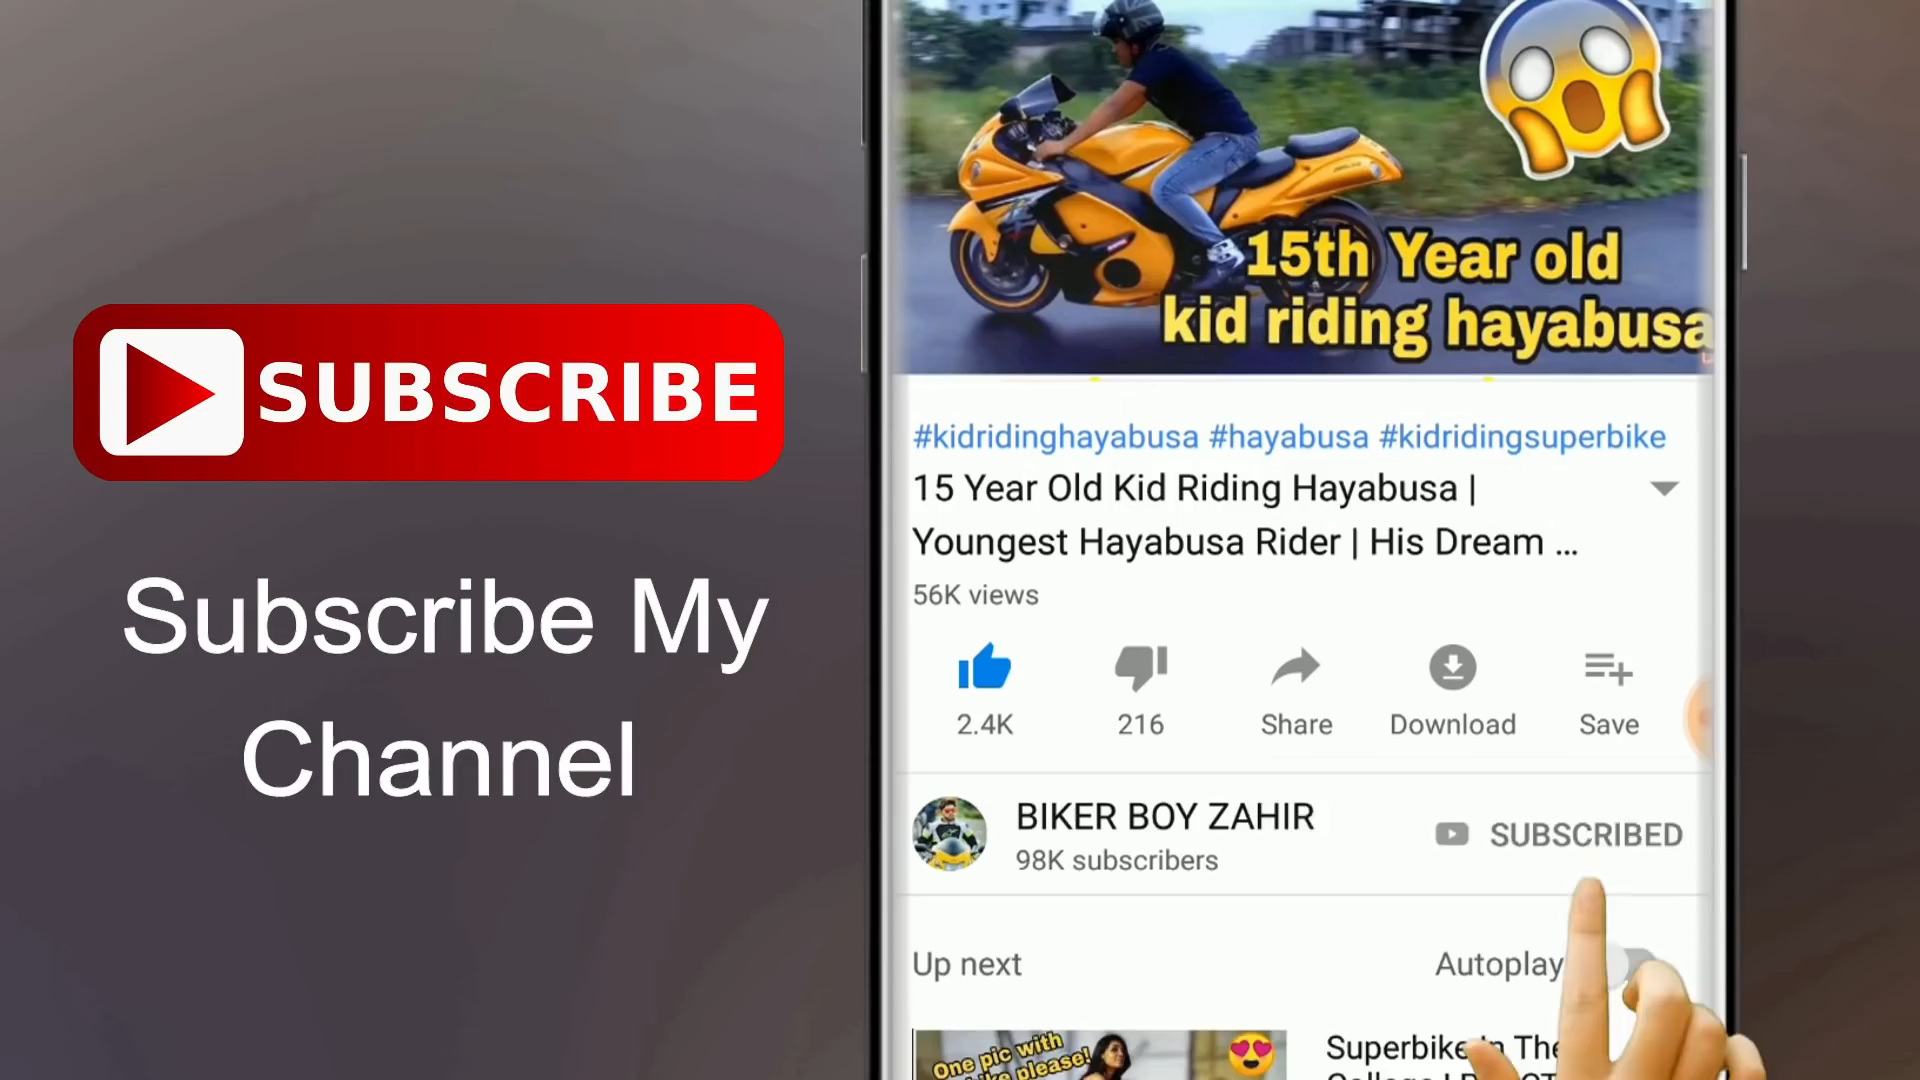 SUBSCRIBE
Subscribe My
Channel
15th Year old
kid riding hayabusa
#kidridinghayabusa #hayabusa #kidridingsuperbike
15 Year Old Kid Riding Hayabusa |
Youngest Hayabusa Rider | His Dream ...
56K views
2.4K
216
Share
Download
Save
BIKER BOY ZAHIR
98K subscribers
SUBSCRIBED
Up next
Autoplay
One pic with
please!
Superbike In The